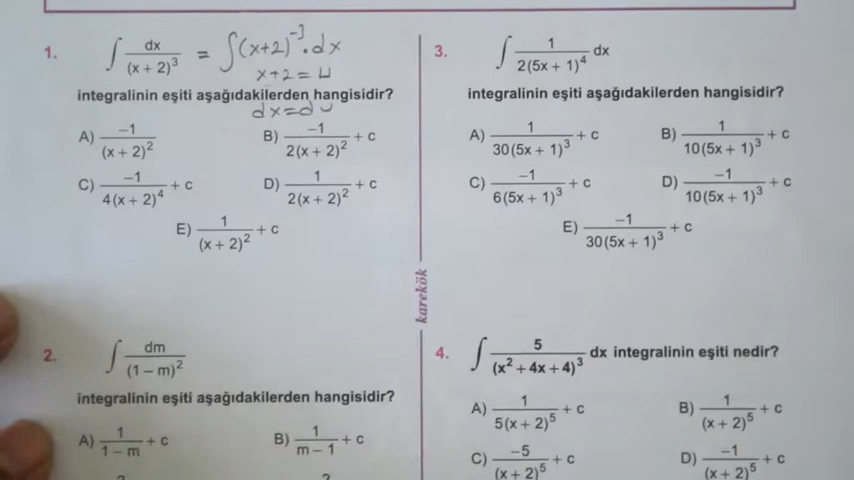 1. ∫ dx/(x + 2)³ = ∫(x+2)⁻³.dx
x+2 = u
integralinin eşiti aşağıdakilerden hangisidir?
dx=du
A) -1/(x + 2)² B) -1/2(x + 2)² + c
C) -1/4(x + 2)⁴ + c D) 1/2(x + 2)² + c
E) 1/(x + 2)² + c
2. ∫ dm/(1 – m)²
integralinin eşiti aşağıdakilerden hangisidir?
A) 1/1 – m + c B) 1/m – 1 + c
karekök
3. ∫ 1/2(5x + 1)⁴ dx
integralinin eşiti aşağıdakilerden hangisidir?
A) 1/30(5x + 1)³ + c B) 1/10(5x + 1)³ + c
C) -1/6(5x + 1)³ + c D) -1/10(5x + 1)³ + c
E) -1/30(5x + 1)³ + c
4. ∫ 5/(x² + 4x + 4)³ dx integralinin eşiti nedir?
A) 1/5(x + 2)⁵ + c B) 1/(x + 2)⁵ + c
C) -5/(x + 2)⁵ + c D) -1/(x + 2)⁵ + c